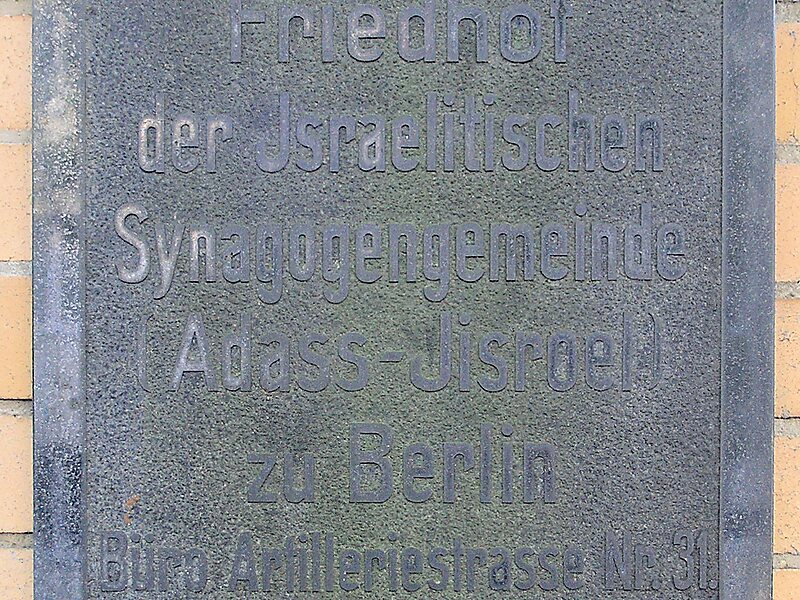 Friedhof
der Jsraelitischen
Synagogengemeinde
(Adass-Jisroel)
zu Berlin
Büro Artilleriestrasse Nr. 31.